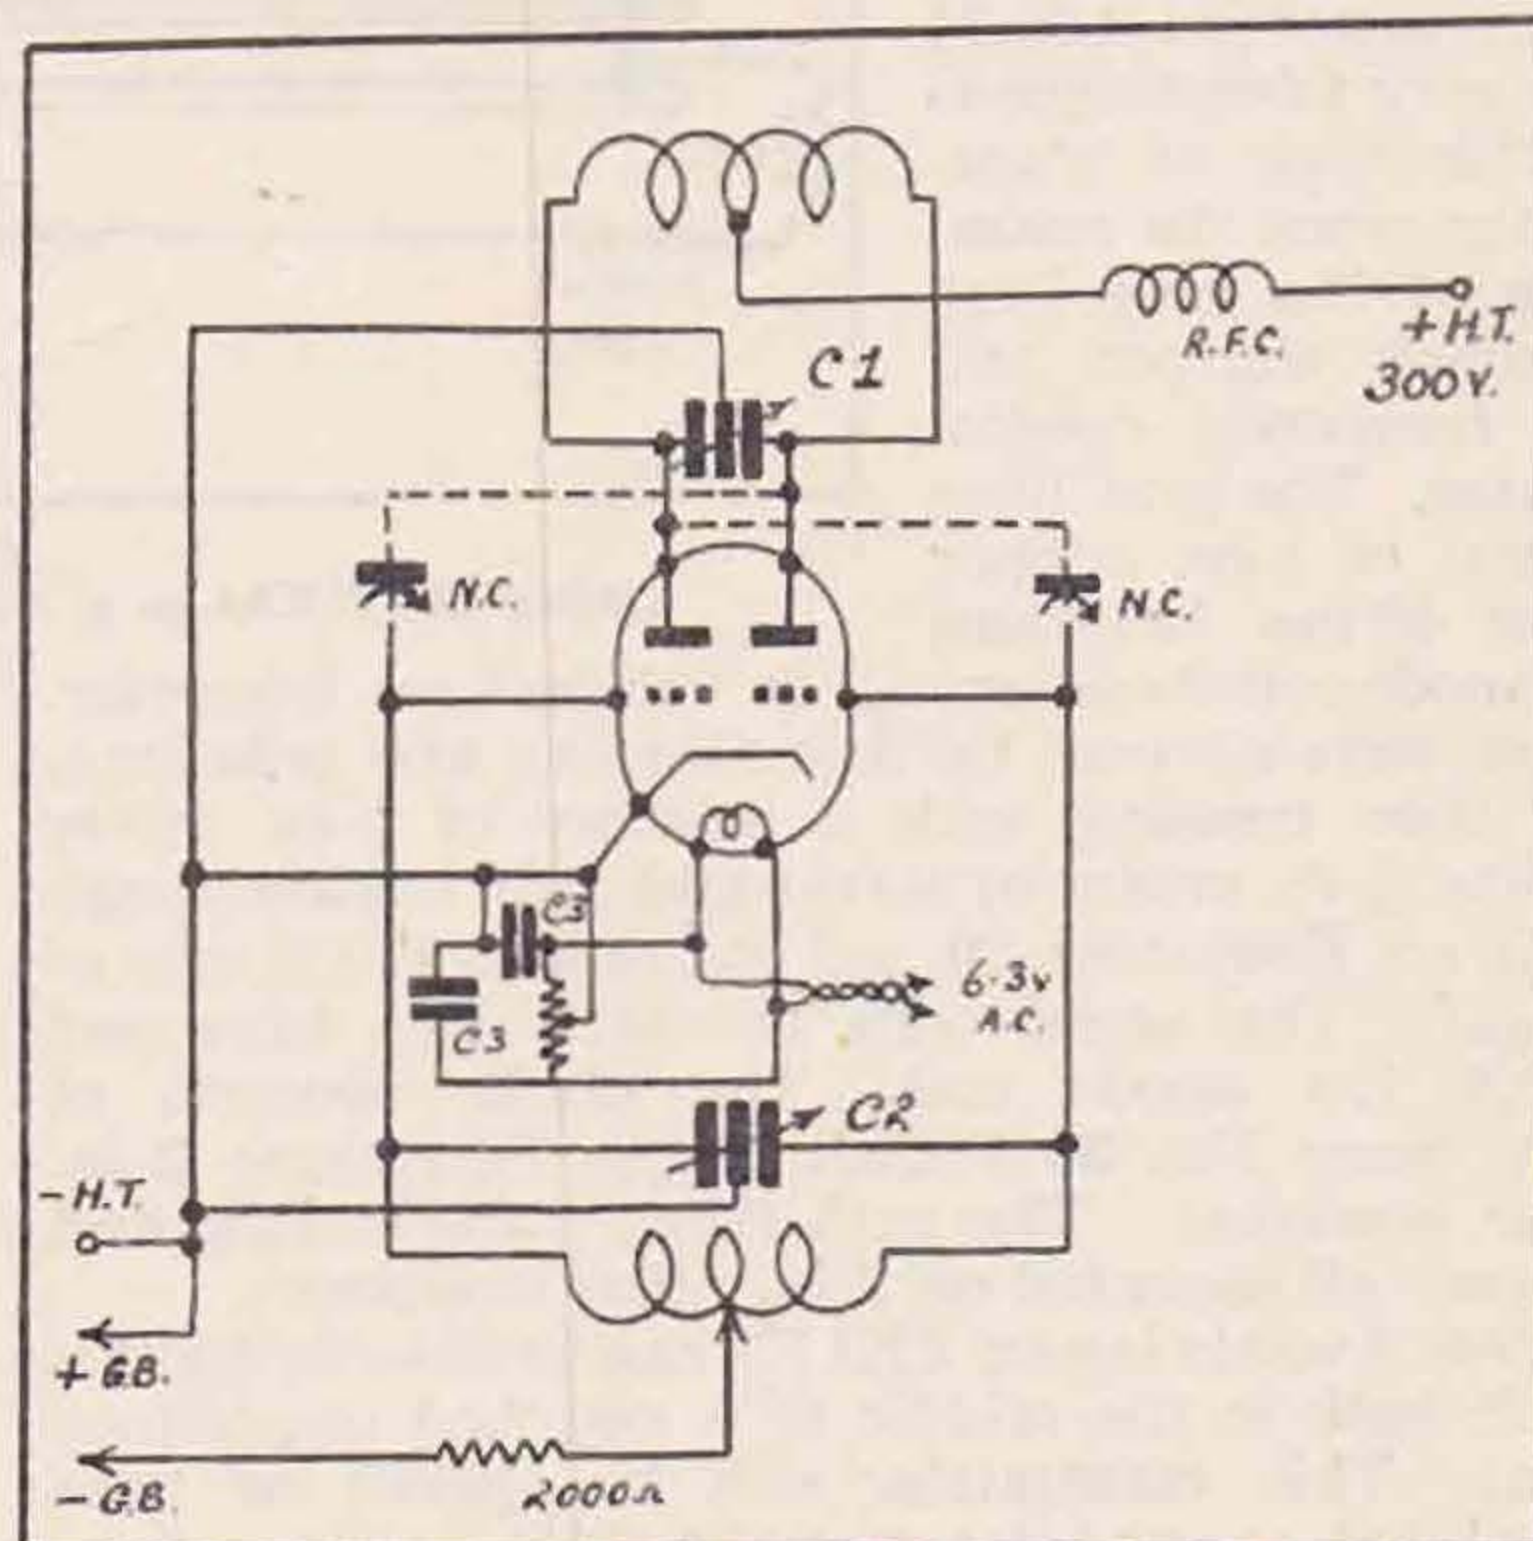 R.F.C.
+H.T.
300V.
C1
N.C.
N.C.
C3
C3
6.3v
A.C.
C2
-H.T.
+G.B.
-G.B.
2000Ω